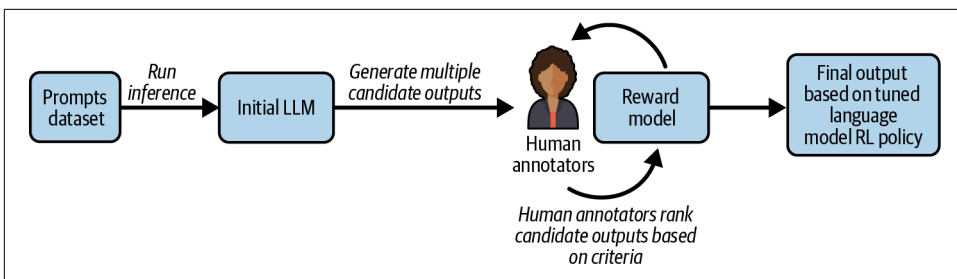 Prompts
dataset
Run
inference
Initial LLM
Generate multiple
candidate outputs
Human
annotators
Reward
model
Human annotators rank
candidate outputs based
on criteria
Final output
based on tuned
language
model RL policy